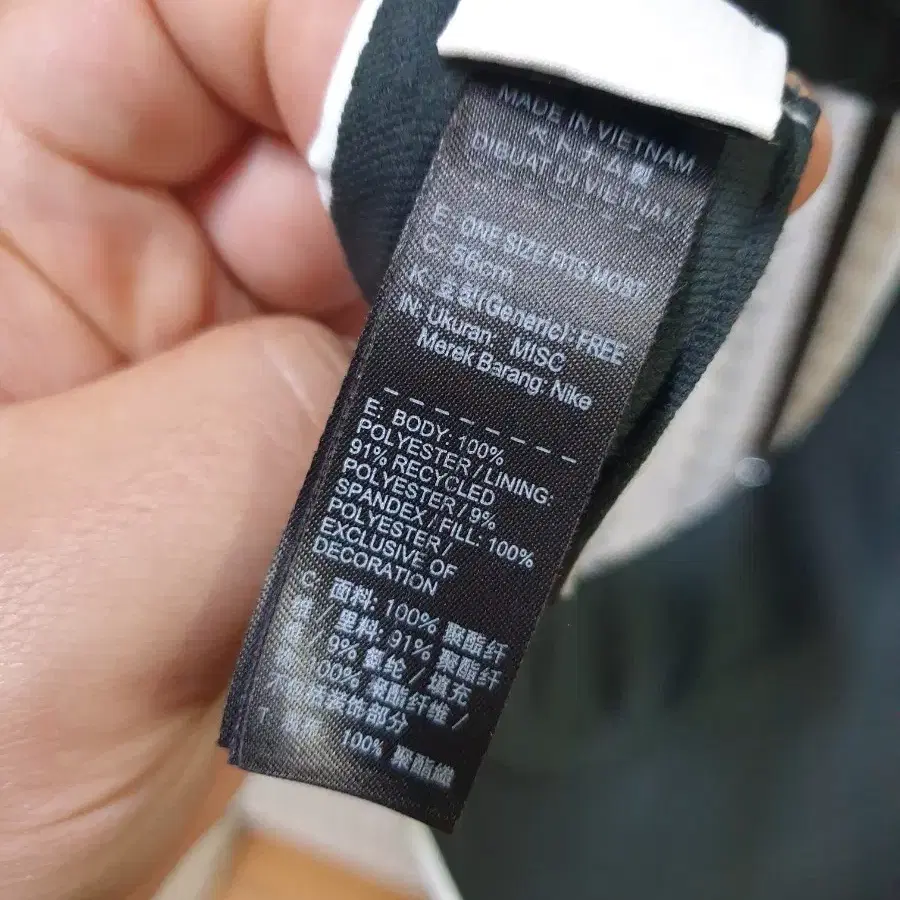 MADE IN VIETNAM
ベトナム製
DIBUAT DI VIETNAM
E: ONE SIZE FITS MOST
C: 56cm
K: 소형(Generic): FREE
IN: Ukuran: MISC
Merek Barang: Nike
E: BODY: 100%
POLYESTER / LINING:
91% RECYCLED
POLYESTER / 9%
SPANDEX / FILL: 100%
POLYESTER /
EXCLUSIVE OF
DECORATION
C: 面料: 100% 聚酯纤
维 / 里料: 91% 聚酯纤
/ 9% 氨纶 / 填充
100% 聚酯纤维 /
装饰部分
T: 100% 聚酯纖